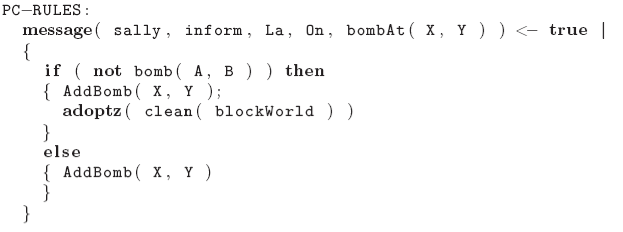 PC−RULES:
message( sally, inform, La, On, bombAt( X, Y ) ) <− true |
{
if ( not bomb( A, B ) ) then
{ AddBomb( X, Y );
adoptz( clean( blockWorld ) )
}
else
{ AddBomb( X, Y )
}
}